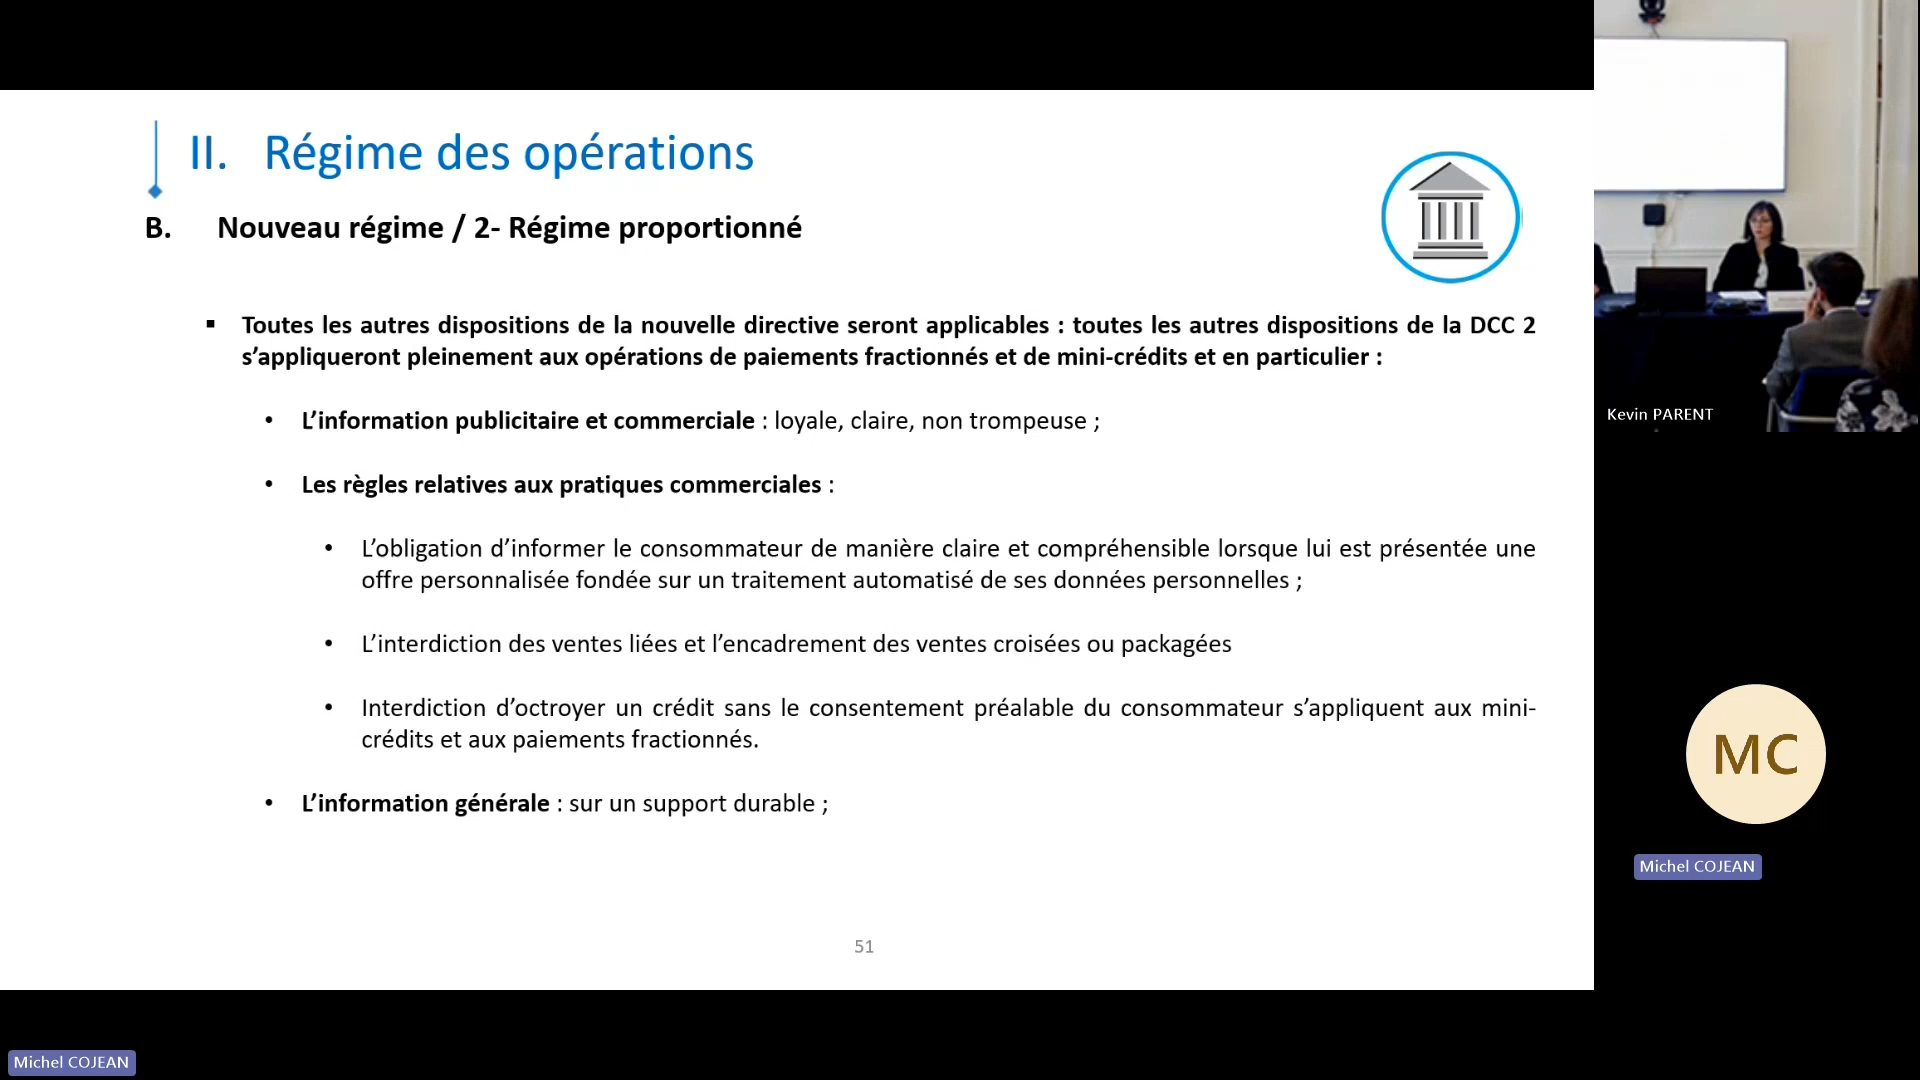 II. Régime des opérations
B. Nouveau régime / 2- Régime proportionné
▪ Toutes les autres dispositions de la nouvelle directive seront applicables : toutes les autres dispositions de la DCC 2
s’appliqueront pleinement aux opérations de paiements fractionnés et de mini-crédits et en particulier :
• L’information publicitaire et commerciale : loyale, claire, non trompeuse ;
• Les règles relatives aux pratiques commerciales :
• L’obligation d’informer le consommateur de manière claire et compréhensible lorsque lui est présentée une
offre personnalisée fondée sur un traitement automatisé de ses données personnelles ;
• L’interdiction des ventes liées et l’encadrement des ventes croisées ou packagées
• Interdiction d’octroyer un crédit sans le consentement préalable du consommateur s’appliquent aux mini-
crédits et aux paiements fractionnés.
• L’information générale : sur un support durable ;
51
Kevin PARENT
MC
Michel COJEAN
Michel COJEAN